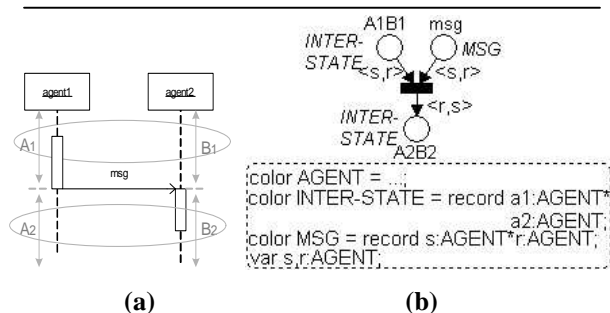 agent1
agent2
A1
B1
msg
A2
B2
(a)
A1B1
msg
INTER-
STATE
MSG
<s,r>
<s,r>
<r,s>
INTER-
STATE
A2B2
color AGENT = ...;
color INTER-STATE = record a1:AGENT*
a2:AGENT;
color MSG = record s:AGENT*r:AGENT;
var s,r:AGENT;
(b)